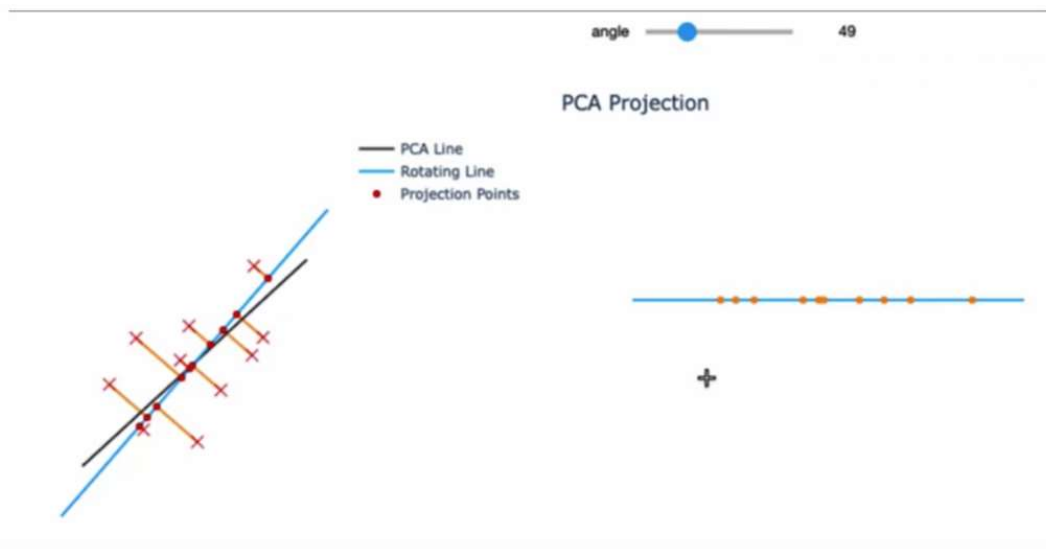 angle 49
PCA Projection
PCA Line
Rotating Line
Projection Points